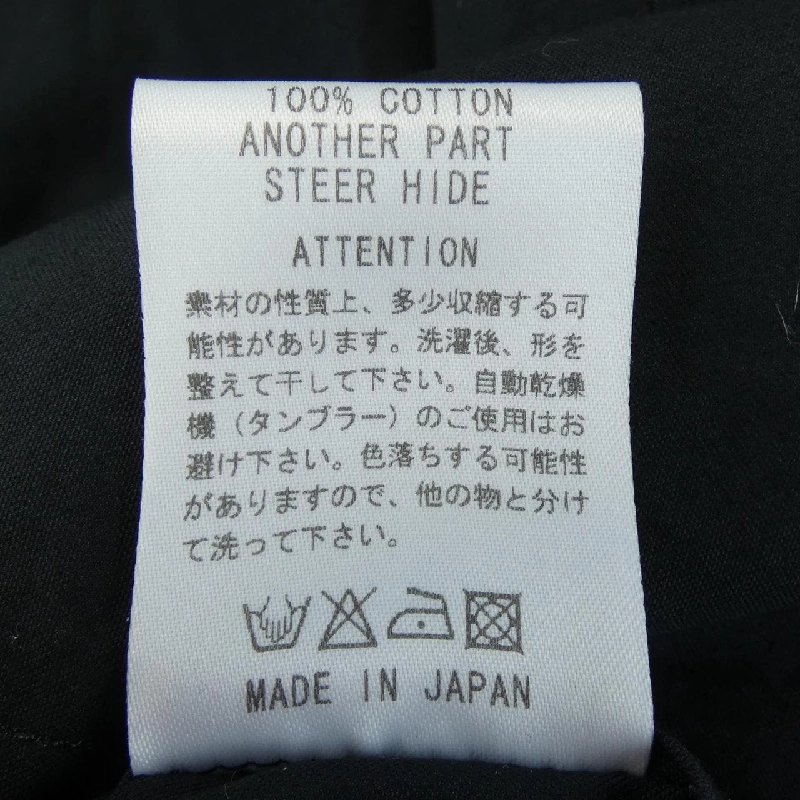 100% COTTON
ANOTHER PART
STEER HIDE
ATTENTION
素材の性質上、多少収縮する可
能性があります。洗濯後、形を
整えて干して下さい。自動乾燥
機（タンブラー）のご使用はお
避け下さい。色落ちする可能性
がありますので、他の物と分け
て洗って下さい。
MADE IN JAPAN